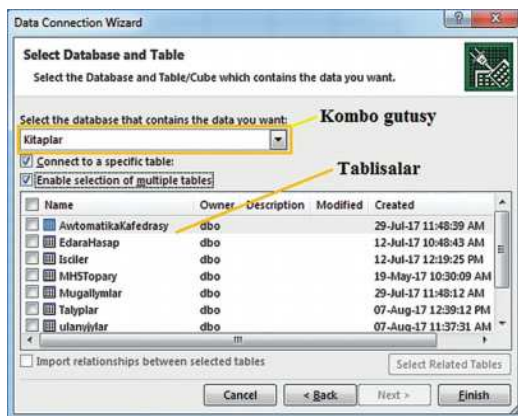 Data Connection Wizard
Select Database and Table
Select the Database and Table/Cube which contains the data you want.
Select the database that contains the data you want:
Kombo gutusy
Kitaplar
Connect to a specific table:
Enable selection of multiple tables
Tablisalar
Name Owner Description Modified Created
AwtomatikaKafedrasy dbo 29-Jul-17 11:48:39 AM
EdaraHasap dbo 12-Jul-17 10:48:43 AM
Isciler dbo 12-Jul-17 12:19:25 PM
MHSTopary dbo 19-May-17 10:30:09 AM
Mugallymlar dbo 29-Jul-17 11:48:12 AM
Talyplar dbo 07-Aug-17 12:39:12 PM
ulanyjylar dbo 07-Aug-17 11:37:31 AM
Import relationships between selected tables
Select Related Tables
Cancel < Back Next > Finish